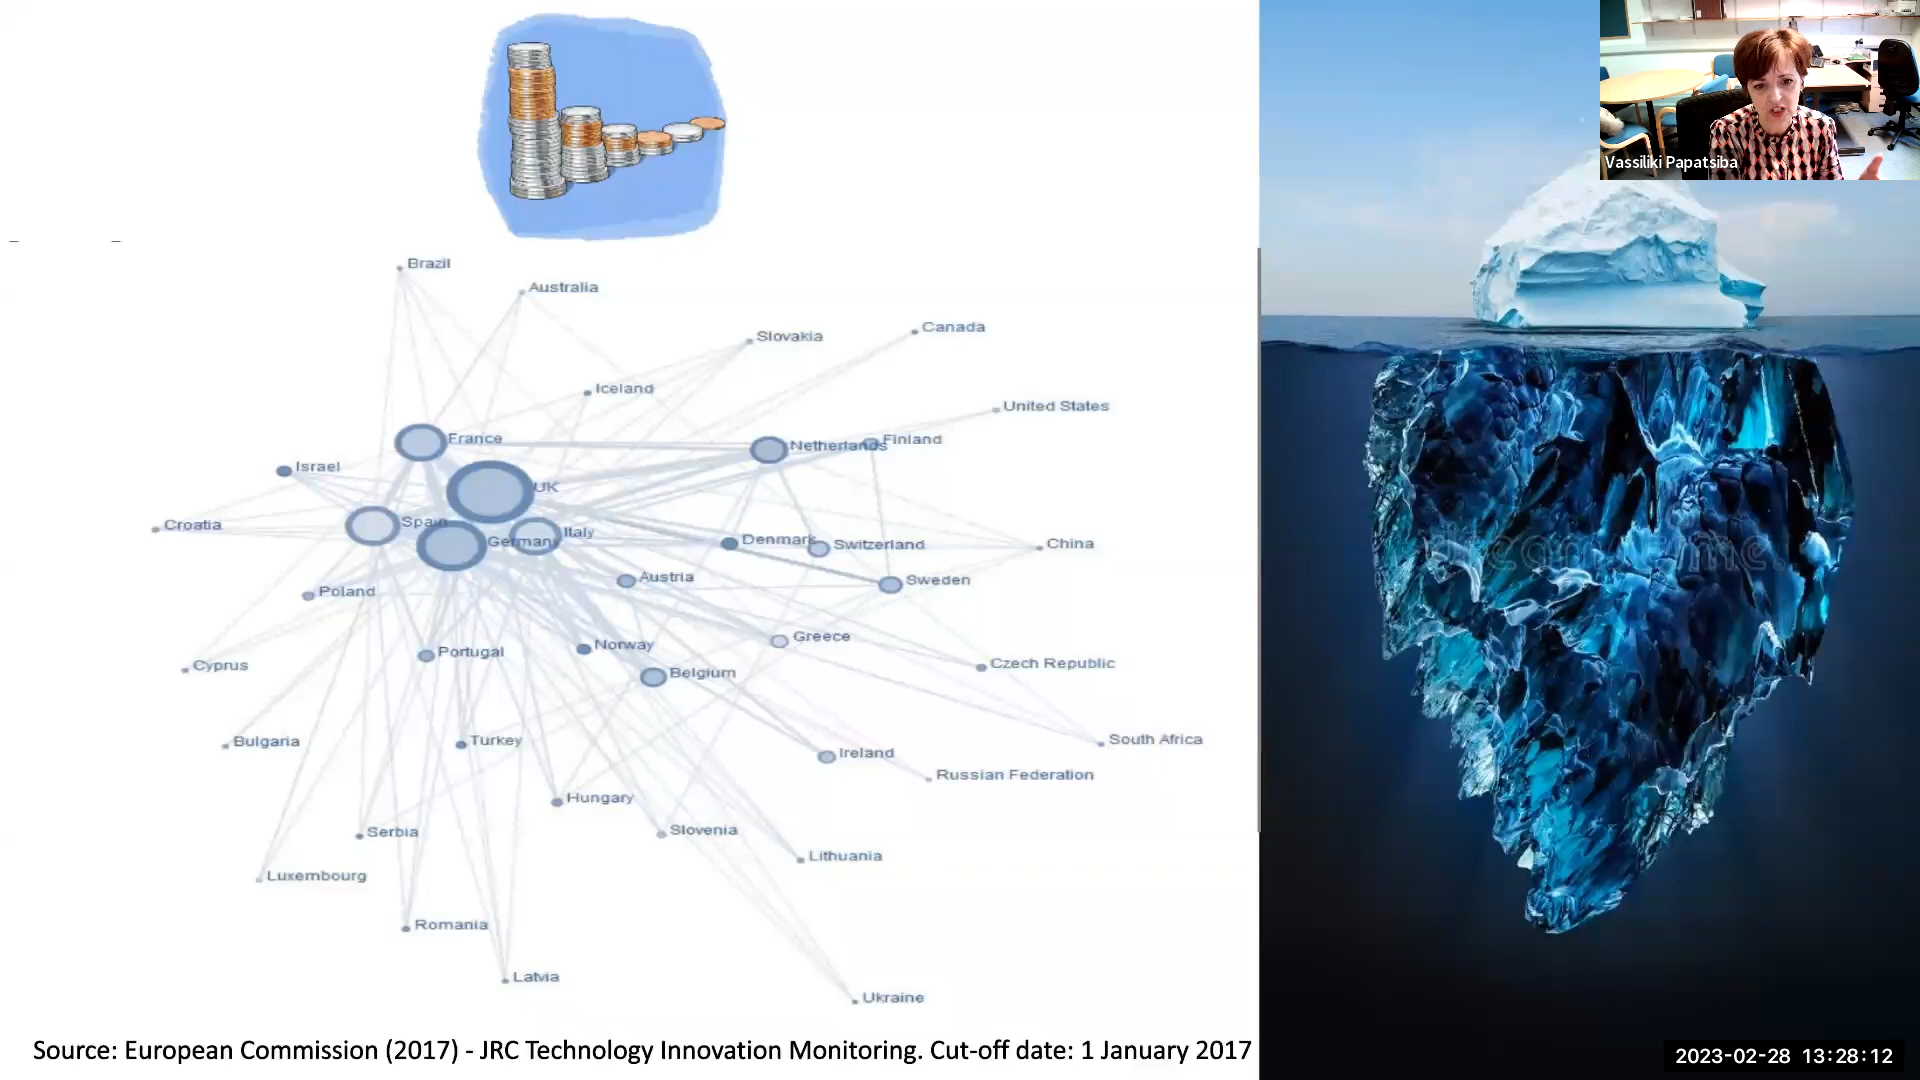 Vassiliki Papatsiba
Brazil
Australia
Slovakia
Canada
Iceland
United States
France
Netherlands
Finland
Israel
UK
Croatia
Spain
Germany
Italy
Denmark
Switzerland
China
Austria
Sweden
Poland
Portugal
Norway
Greece
Belgium
Czech Republic
Cyprus
Bulgaria
Turkey
Ireland
South Africa
Russian Federation
Hungary
Serbia
Slovenia
Lithuania
Luxembourg
Romania
Latvia
Ukraine
Source: European Commission (2017) - JRC Technology Innovation Monitoring. Cut-off date: 1 January 2017
2023-02-28 13:28:12